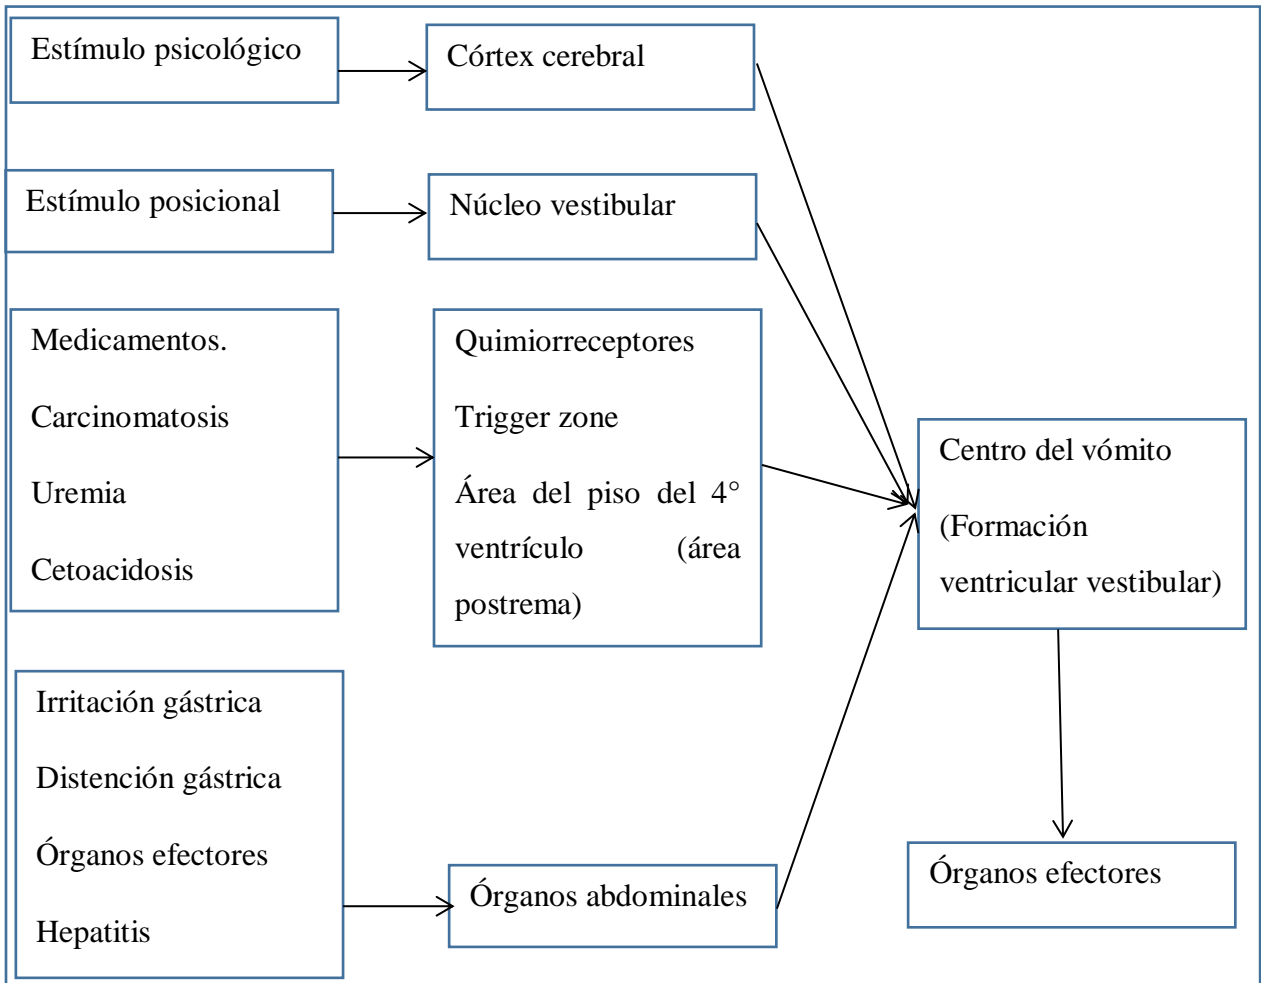 Estímulo psicológico
Córtex cerebral
Estímulo posicional
Núcleo vestibular
Medicamentos.
Carcinomatosis
Uremia
Cetoacidosis
Quimiorreceptores
Trigger zone
Área del piso del 4°
ventrículo (área
postrema)
Centro del vómito
(Formación
ventricular vestibular)
Irritación gástrica
Distención gástrica
Órganos efectores
Hepatitis
Órganos abdominales
Órganos efectores